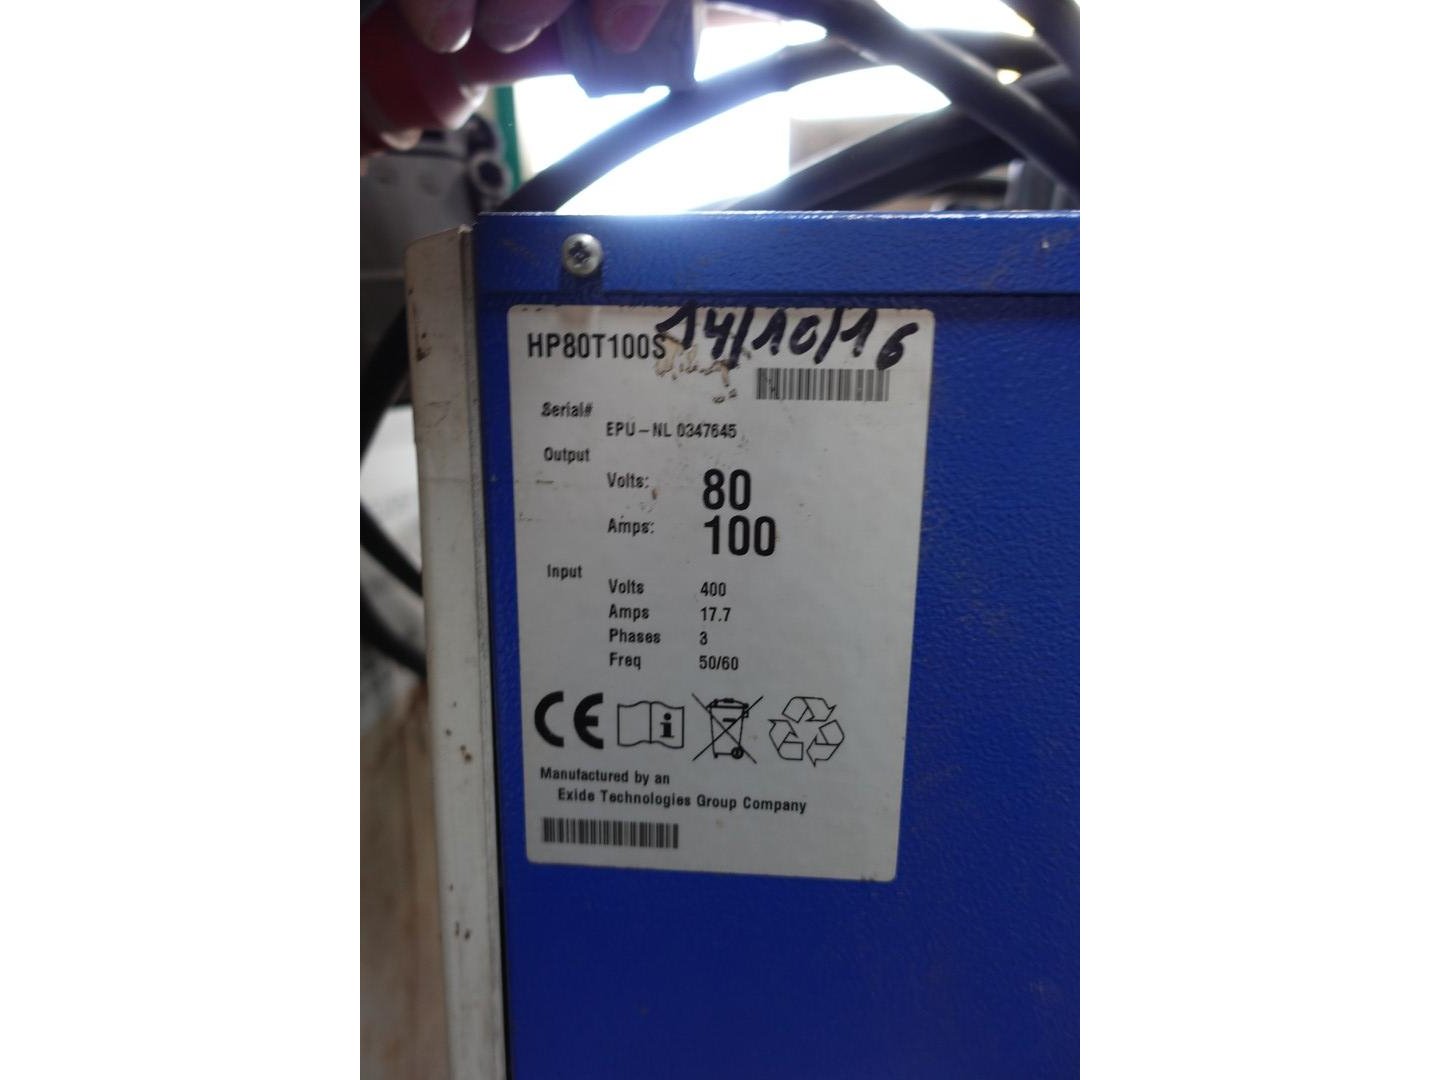 HP80T100S 14/10/16
Serial#
EPU-NL 0347645
Output
Volts: 80
Amps: 100
Input
Volts 400
Amps 17.7
Phases 3
Freq 50/60
CE
Manufactured by an
Exide Technologies Group Company